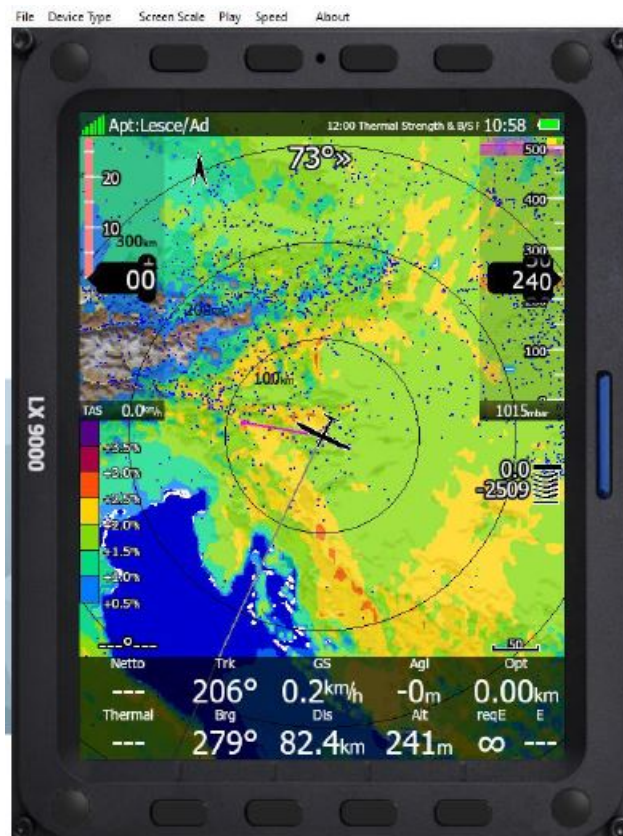 File Device Type Screen Scale Play Speed About
Apt:Lesce/Ad 12:00 Thermal Strength & B/S F 10:58
73°»
500
20
400
10
300km
300
00
240
100
100km
0
TAS 0.0km/h
1015mbar
LX 9000
+3.5%
+3.0%
+2.5%
+2.0%
+1.5%
+1.0%
+0.5%
0.0
-2509
---°---
50
Netto Trk GS Agl Opt
--- 206° 0.2km/h -0m 0.00km
Thermal Brg Dis Alt reqE E
--- 279° 82.4km 241m ∞ ---